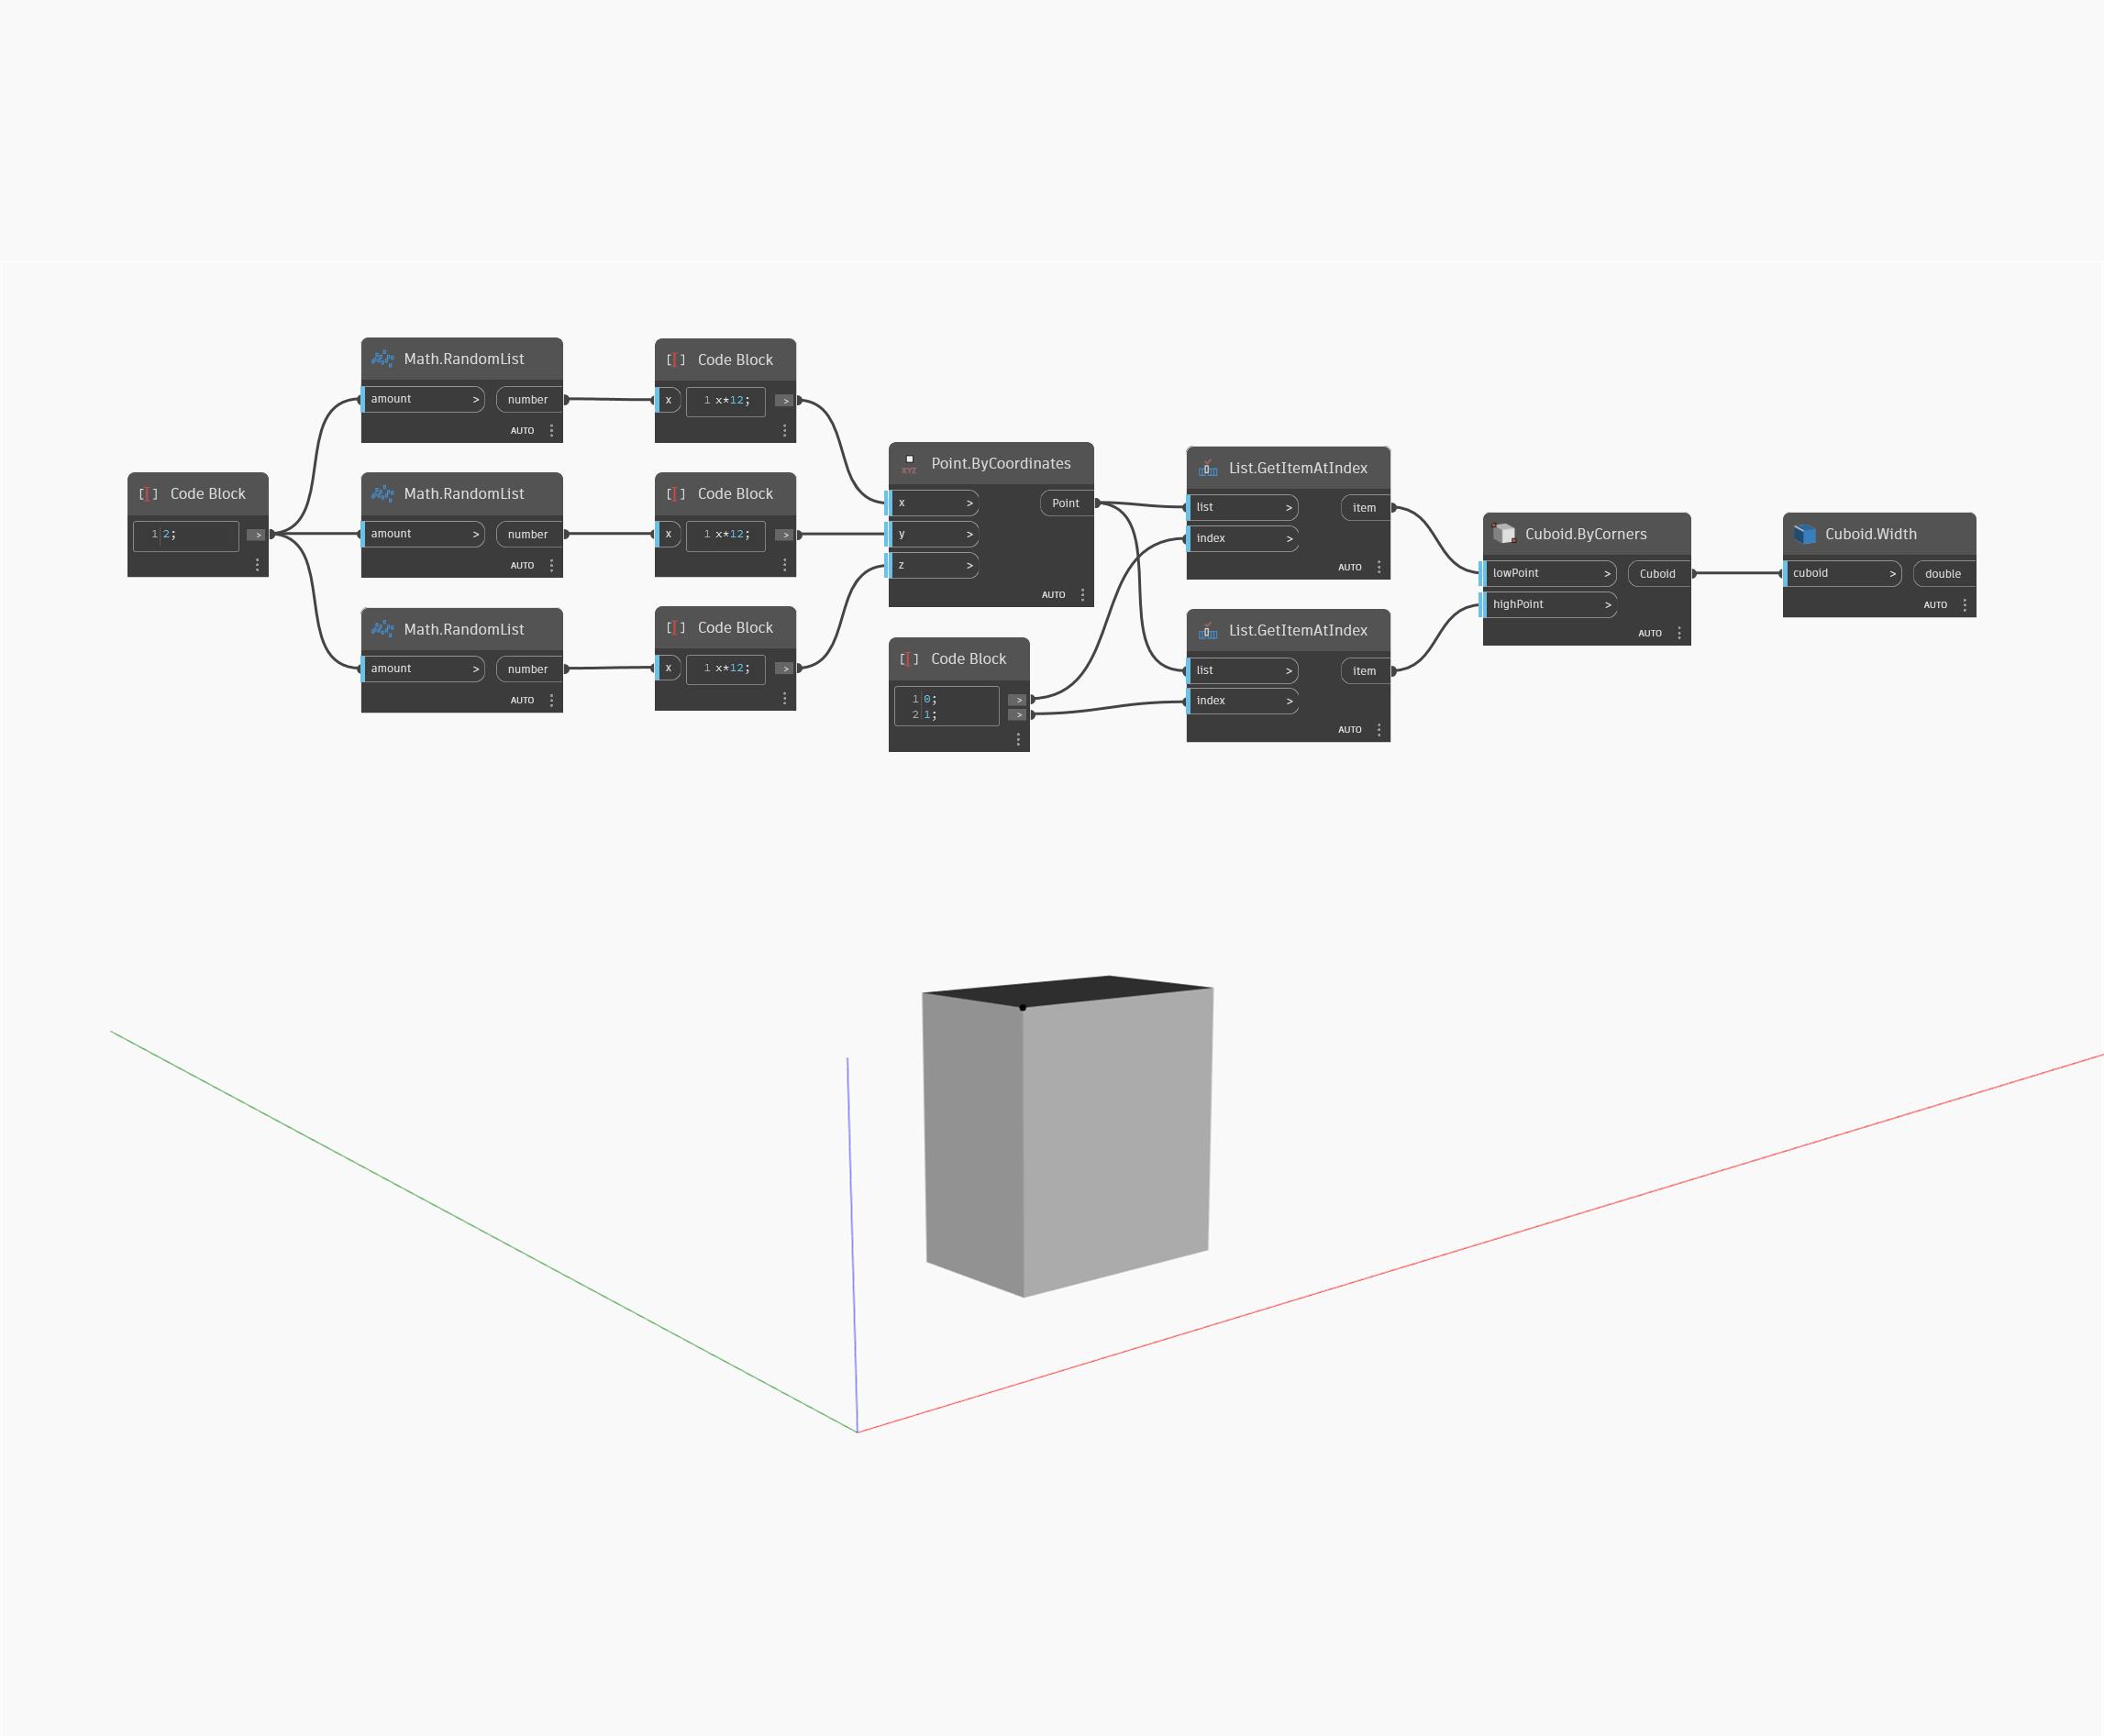 Code Block
1 2;
>
Math.RandomList
amount > number
AUTO
Math.RandomList
amount > number
AUTO
Math.RandomList
amount > number
AUTO
Code Block
x 1 x*12; >
Code Block
x 1 x*12; >
Code Block
x 1 x*12; >
XYZ
Point.ByCoordinates
x > Point
y >
z >
AUTO
Code Block
1 0; >
2 1; >
List.GetItemAtIndex
list > item
index >
AUTO
List.GetItemAtIndex
list > item
index >
AUTO
Cuboid.ByCorners
lowPoint > Cuboid
highPoint >
AUTO
Cuboid.Width
cuboid > double
AUTO